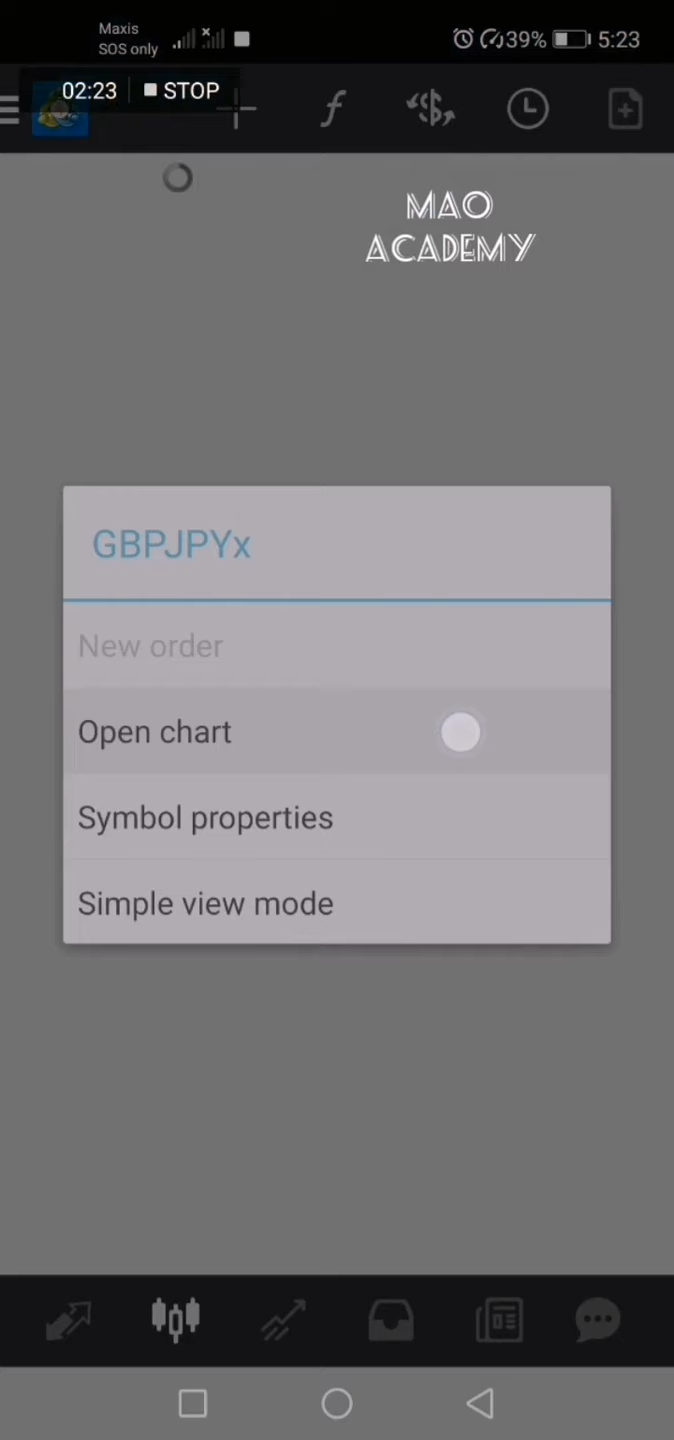 Maxis
SOS only
39%
5:23
02:23
STOP
MAO
ACADEMY
GBPJPYx
New order
Open chart
Symbol properties
Simple view mode